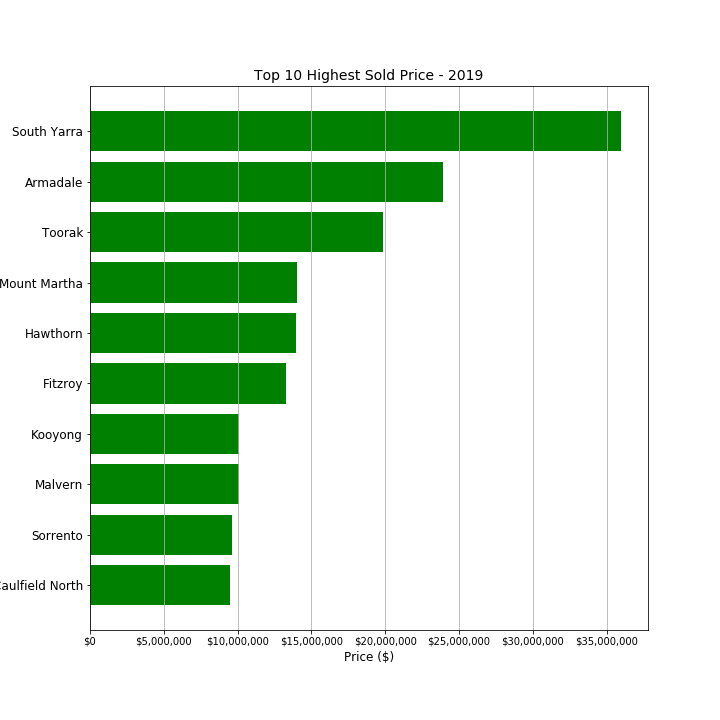 Top 10 Highest Sold Price - 2019
South Yarra
Armadale
Toorak
Mount Martha
Hawthorn
Fitzroy
Kooyong
Malvern
Sorrento
Caulfield North
$0 $5,000,000 $10,000,000 $15,000,000 $20,000,000 $25,000,000 $30,000,000 $35,000,000
Price ($)